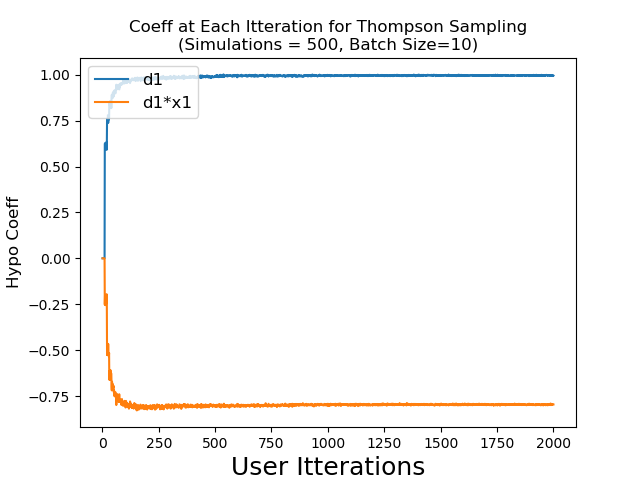 Coeff at Each Itteration for Thompson Sampling
(Simulations = 500, Batch Size=10)
d1
d1*x1
1.00
0.75
0.50
0.25
0.00
−0.25
−0.50
−0.75
Hypo Coeff
0 250 500 750 1000 1250 1500 1750 2000
User Itterations